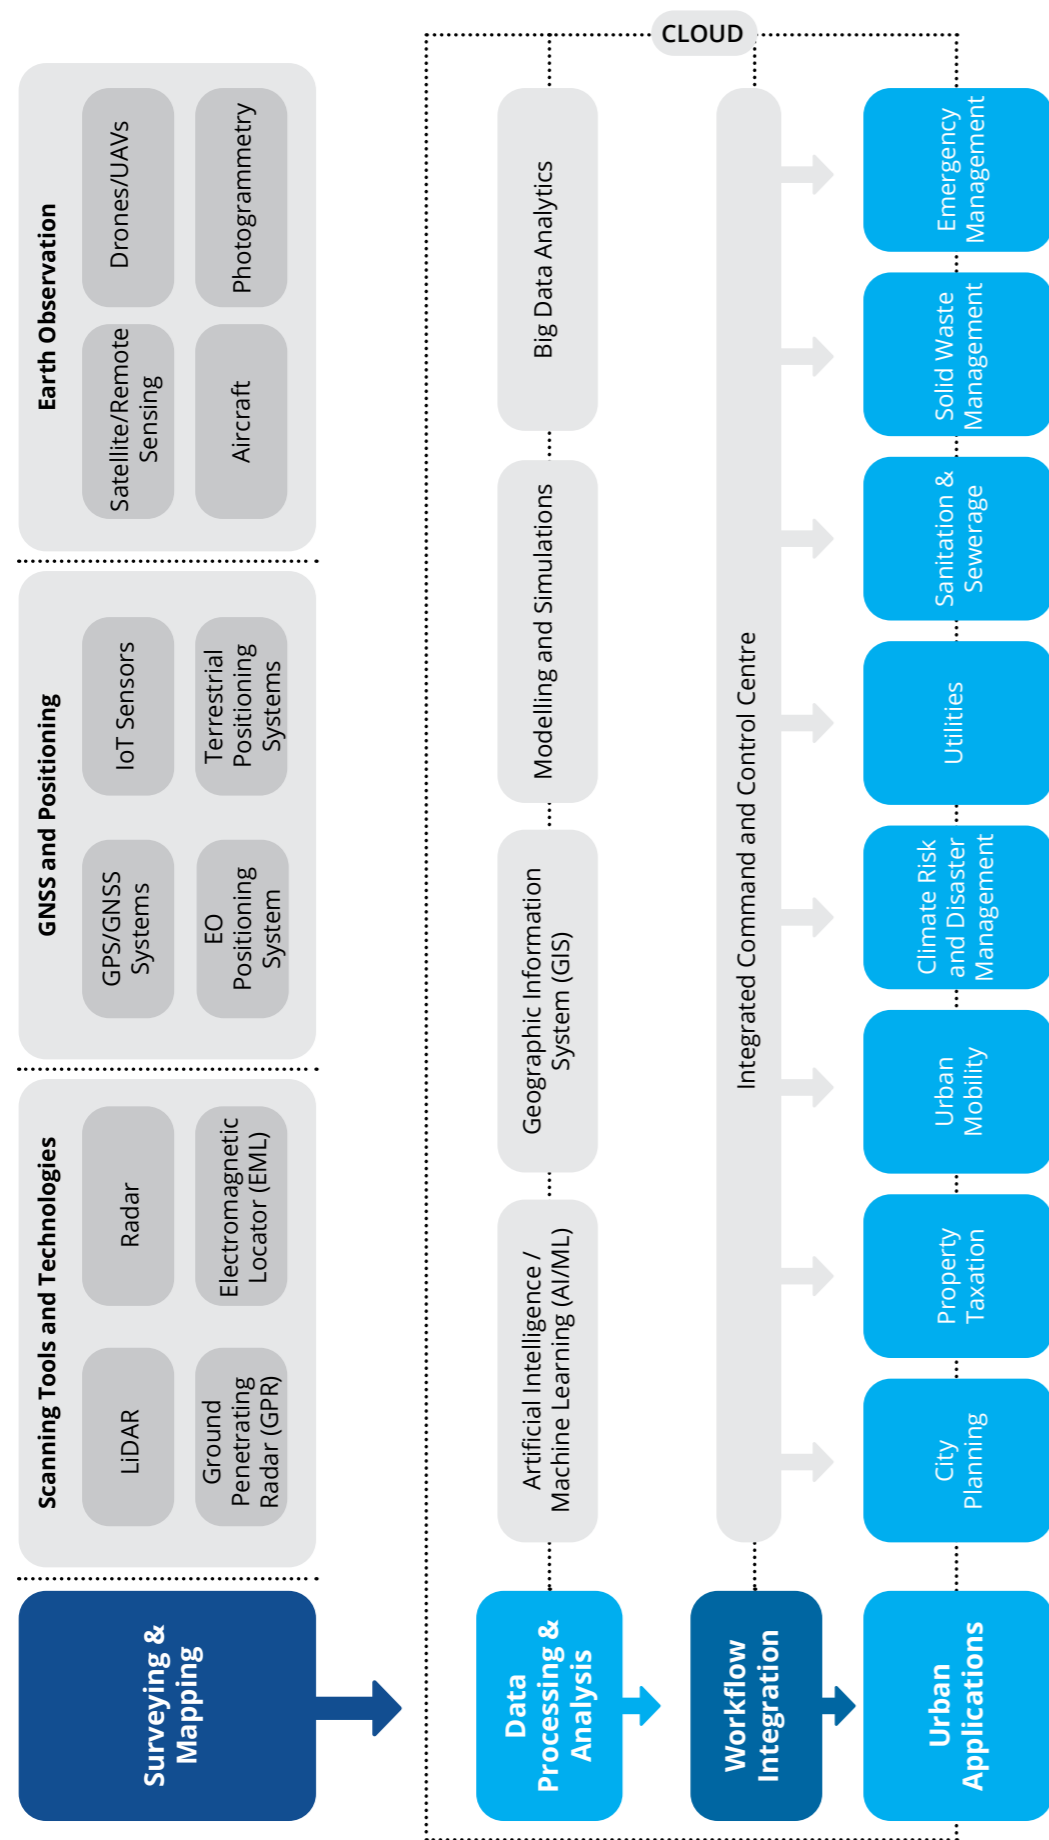 Surveying &
Mapping
Scanning Tools and Technologies
LiDAR
Radar
Ground
Penetrating
Radar (GPR)
Electromagnetic
Locator (EML)
GNSS and Positioning
GPS/GNSS
Systems
IoT Sensors
EO
Positioning
System
Terrestrial
Positioning
Systems
Earth Observation
Satellite/Remote
Sensing
Drones/UAVs
Aircraft
Photogrammetry
CLOUD
Data
Processing &
Analysis
Artificial Intelligence /
Machine Learning (AI/ML)
Geographic Information
System (GIS)
Modelling and Simulations
Big Data Analytics
Workflow
Integration
Integrated Command and Control Centre
Urban
Applications
City
Planning
Property
Taxation
Urban
Mobility
Climate Risk
and Disaster
Management
Utilities
Sanitation &
Sewerage
Solid Waste
Management
Emergency
Management